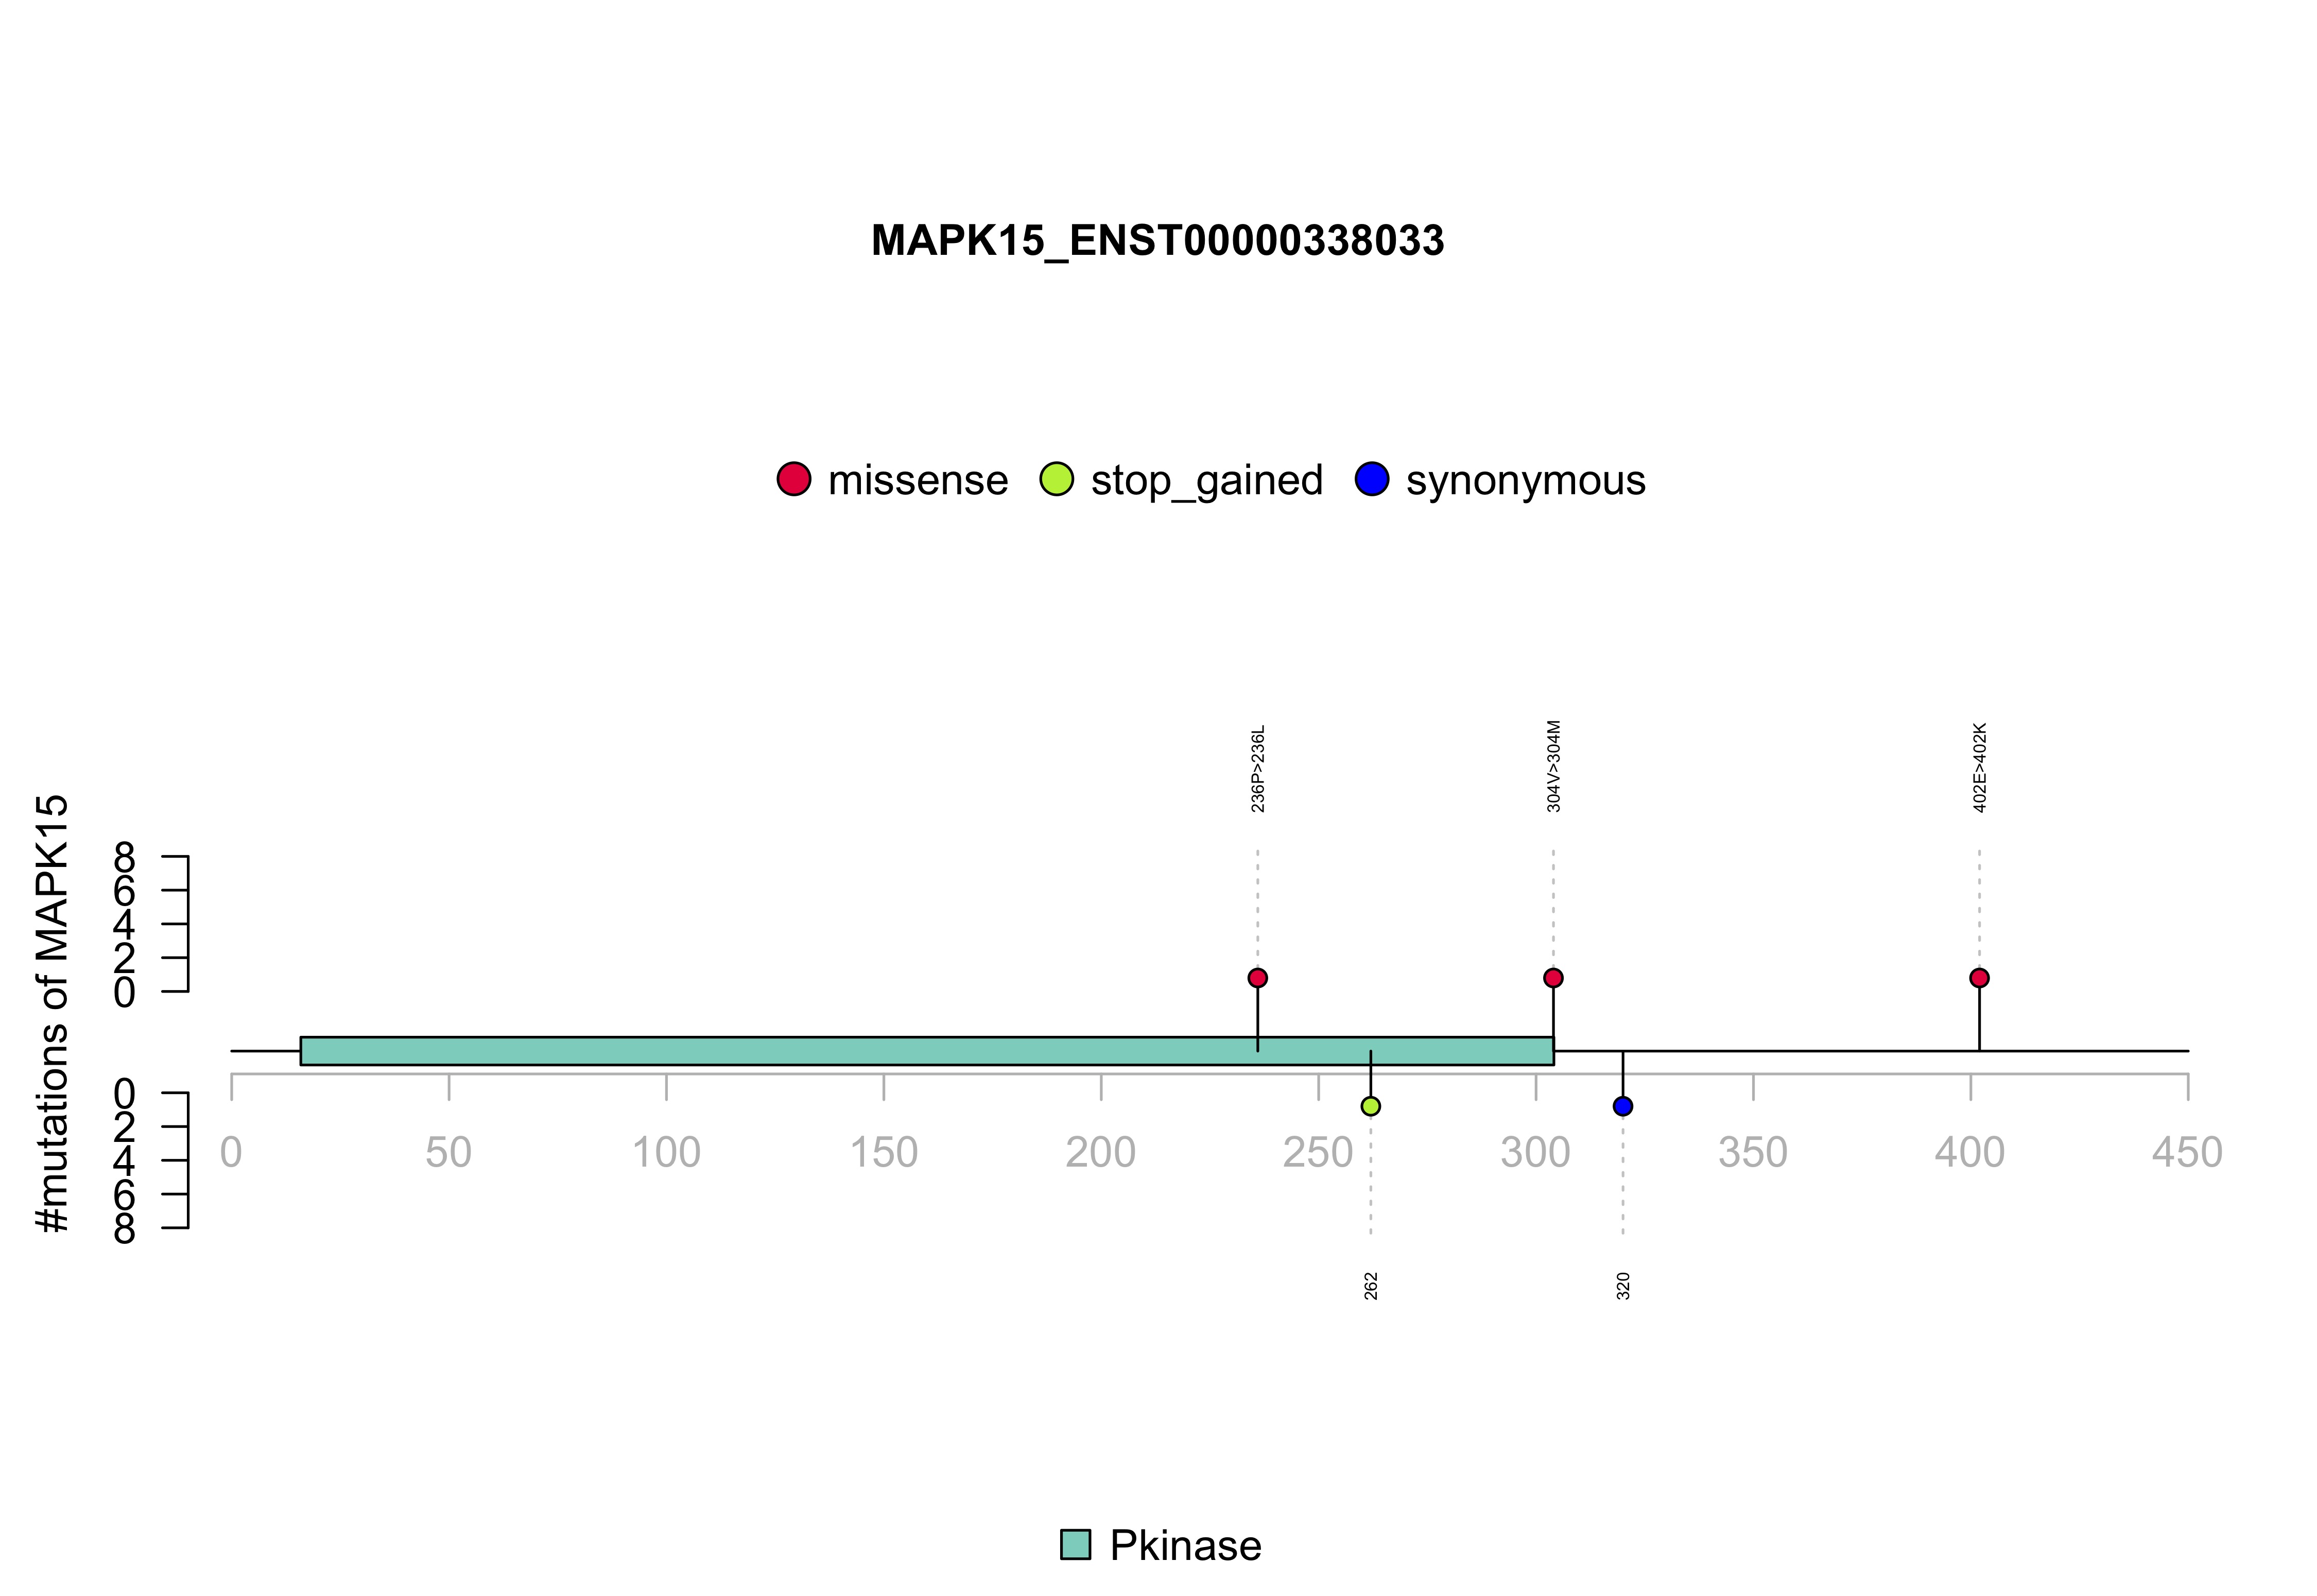 MAPK15_ENST00000338033
missense stop_gained synonymous
236P>236L 304V>304M 402E>402K
#mutations of MAPK15
8
6
4
2
0
0
2
4
6
8
0 50 100 150 200 250 300 350 400 450
262 320
Pkinase